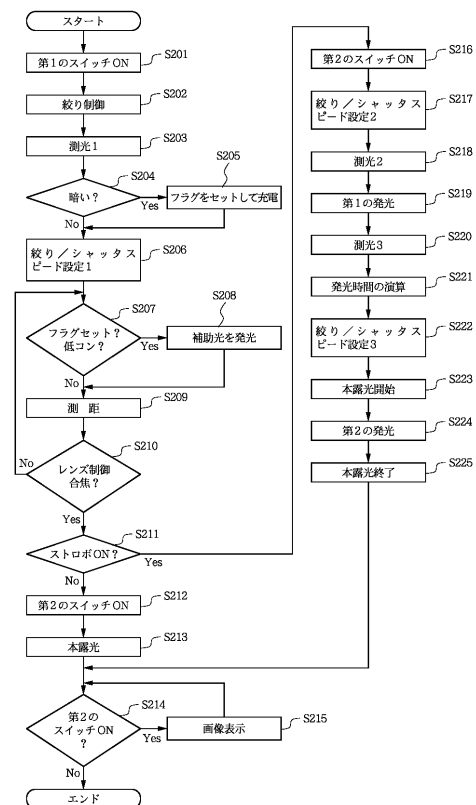 スタート
第1のスイッチON
S201
絞り制御
S202
測光1
S203
暗い？
S204
Yes
No
フラグをセットして充電
S205
絞り／シャッタス
ピード設定1
S206
フラグセット？
低コン？
S207
Yes
No
補助光を発光
S208
測　距
S209
レンズ制御
合焦？
S210
No
Yes
ストロボON？
S211
Yes
No
第2のスイッチON
S212
本露光
S213
第2の
スイッチON
？
S214
Yes
No
画像表示
S215
エンド
第2のスイッチON
S216
絞り／シャッタス
ピード設定2
S217
測光2
S218
第1の発光
S219
測光3
S220
発光時間の演算
S221
絞り／シャッタス
ピード設定3
S222
本露光開始
S223
第2の発光
S224
本露光終了
S225